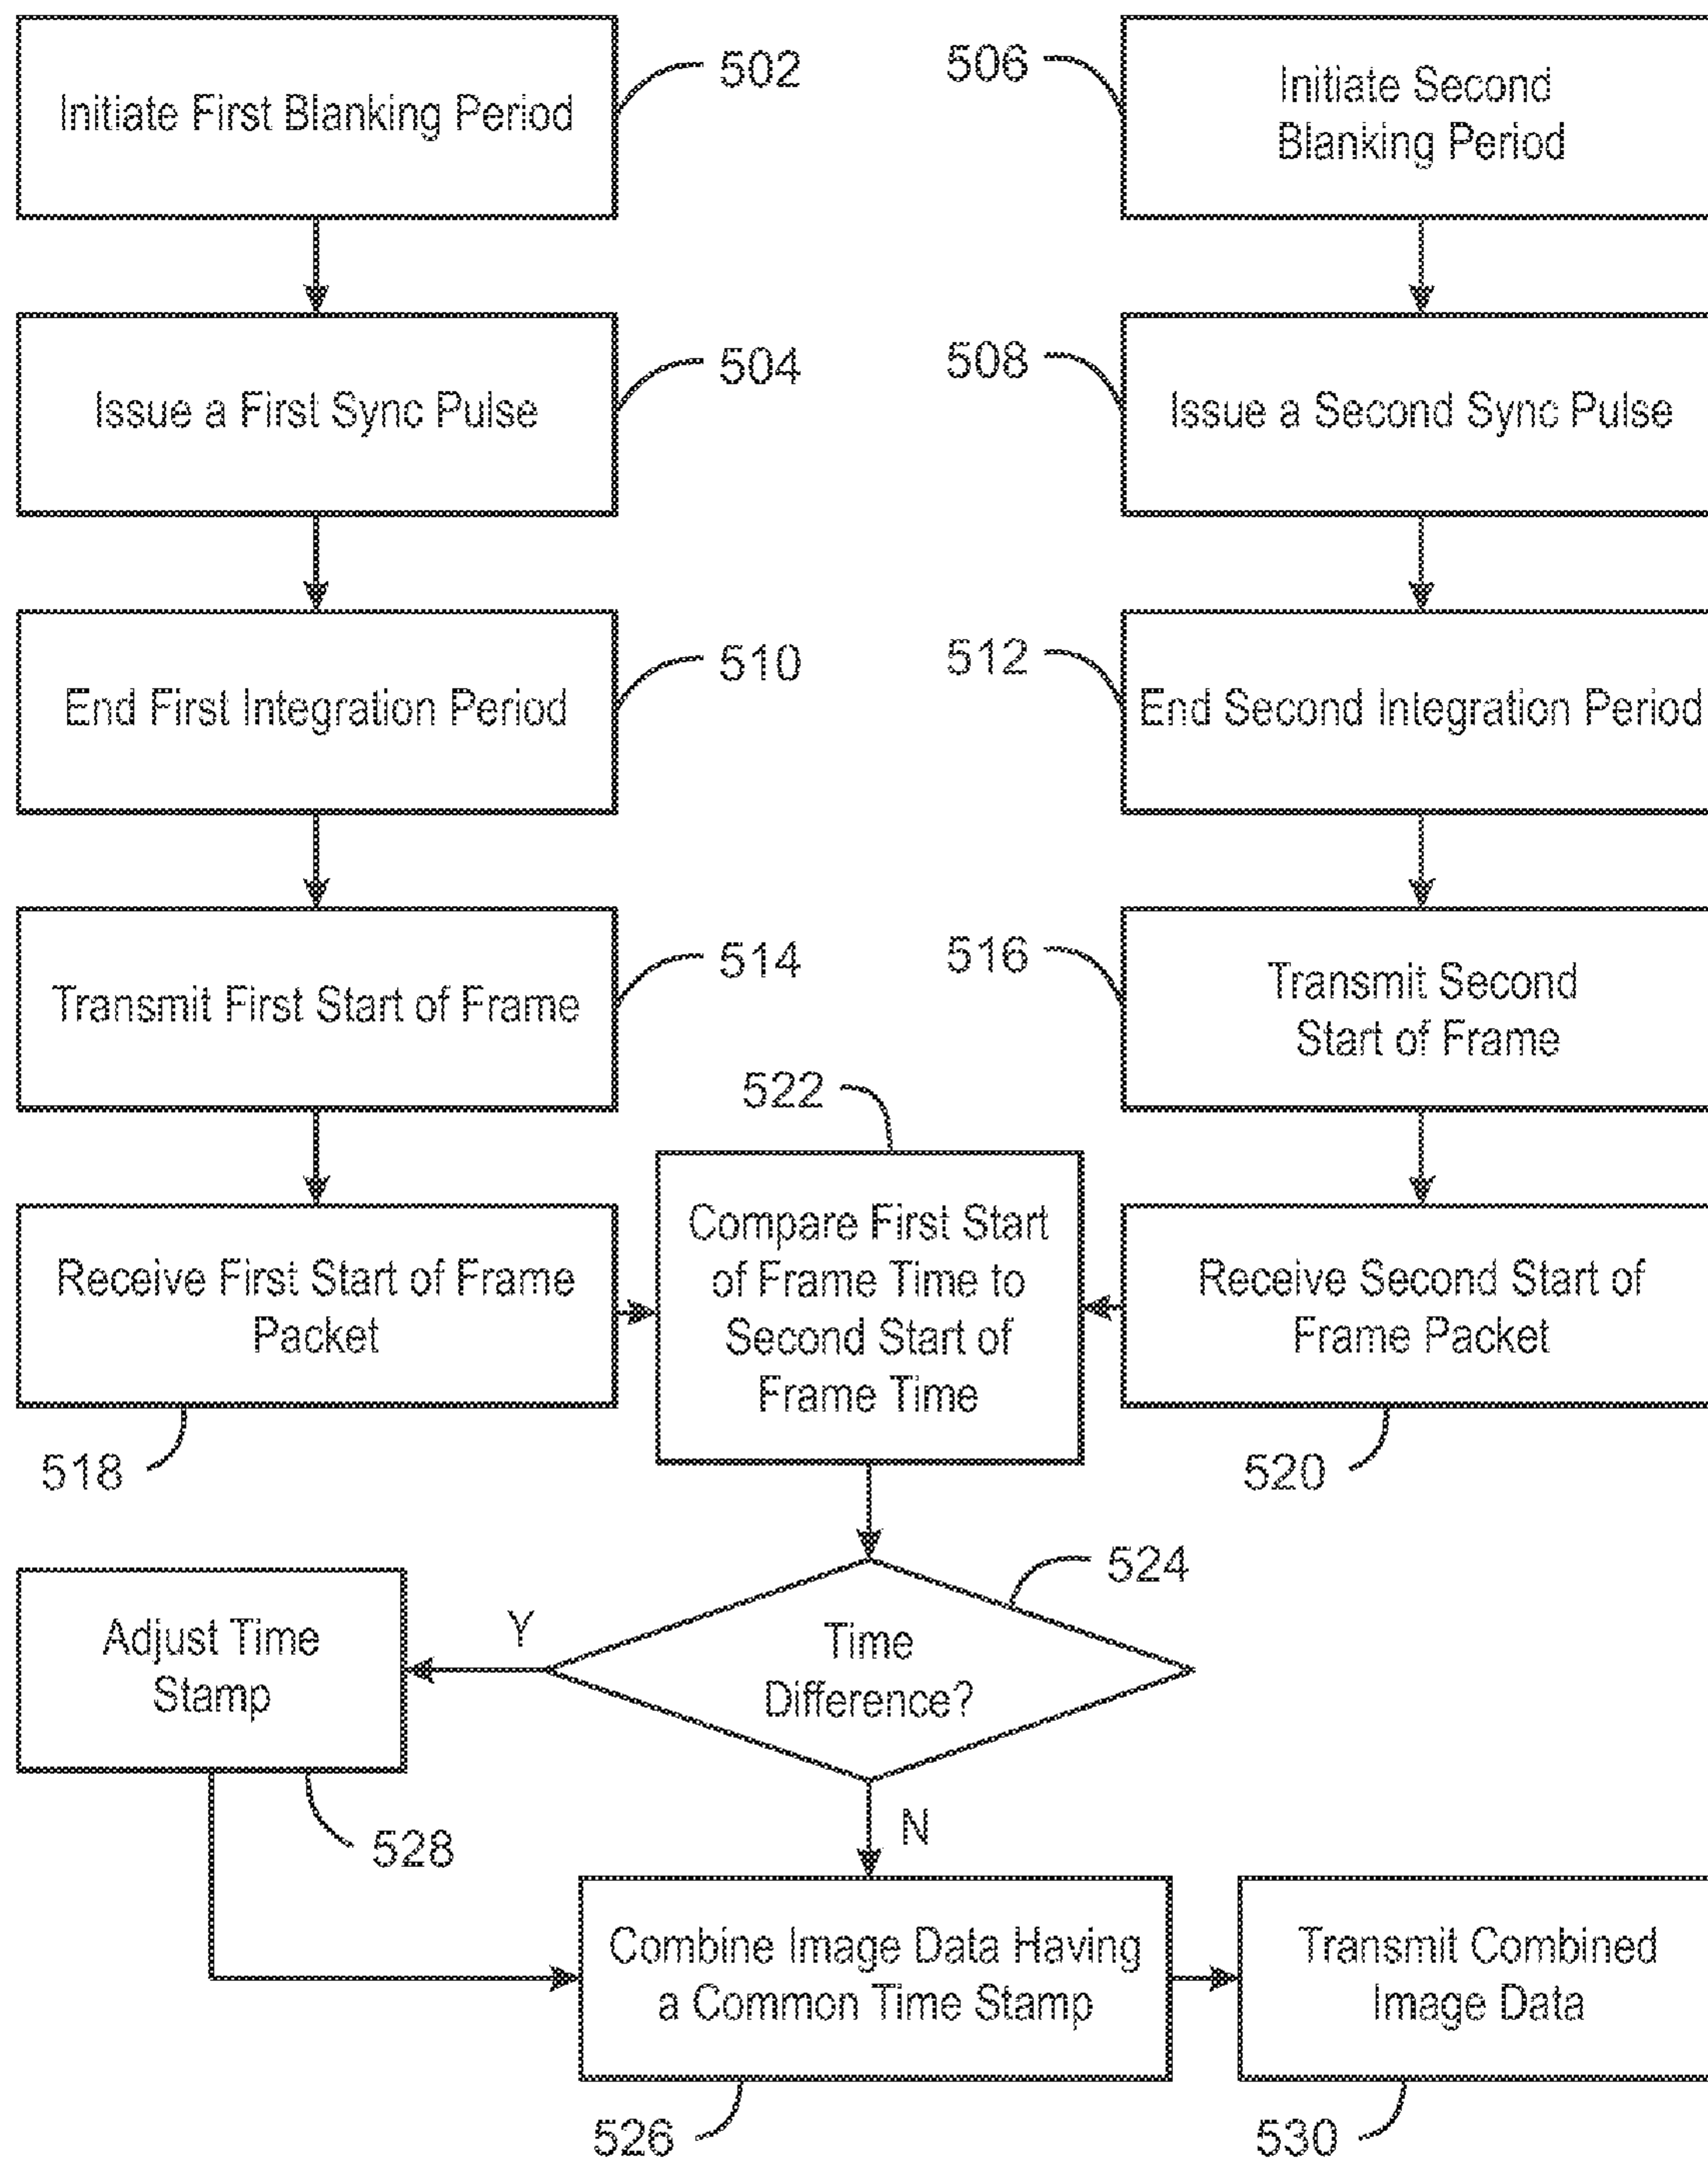 Initiate First Blanking Period
502
506
Initiate Second
Blanking Period
Issue a First Sync Pulse
504
508
Issue a Second Sync Pulse
End First Integration Period
510
512
End Second Integration Period
Transmit First Start of Frame
514
516
Transmit Second
Start of Frame
522
Receive First Start of Frame
Packet
518
Compare First Start
of Frame Time to
Second Start of
Frame Time
Receive Second Start of
Frame Packet
520
524
Time
Difference?
Y
Adjust Time
Stamp
528
N
Combine Image Data Having
a Common Time Stamp
526
Transmit Combined
Image Data
530